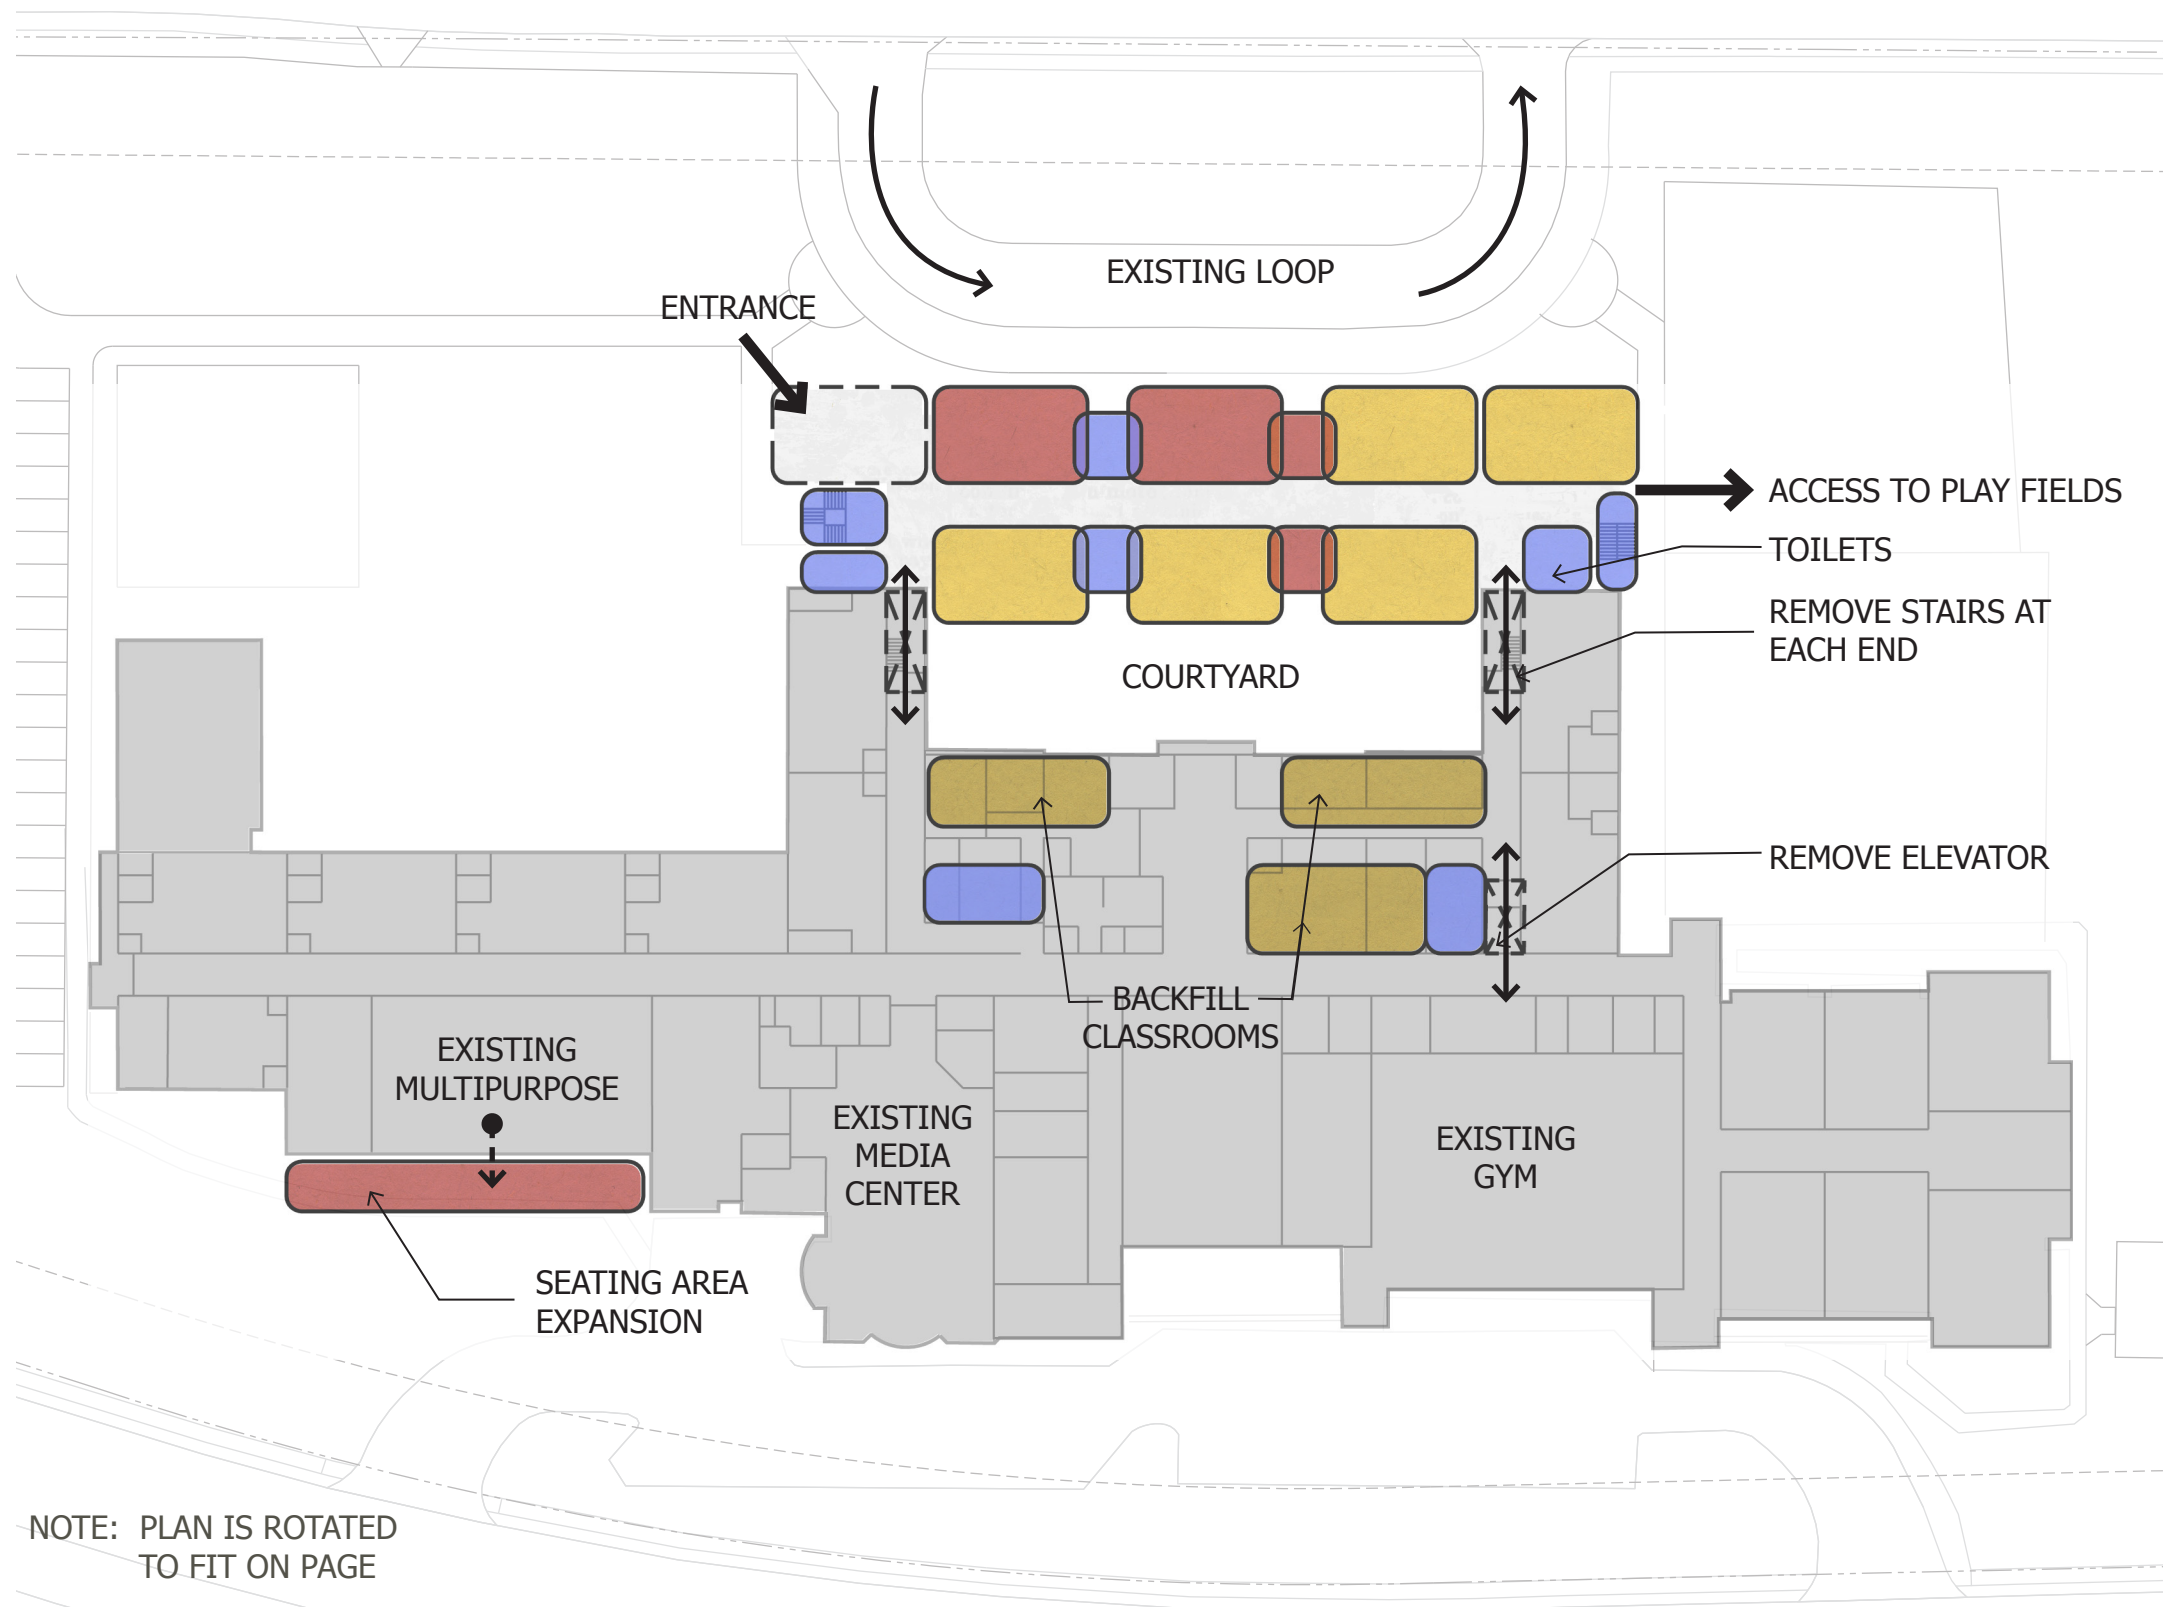 EXISTING LOOP
ENTRANCE
ACCESS TO PLAY FIELDS
TOILETS
REMOVE STAIRS AT
EACH END
COURTYARD
REMOVE ELEVATOR
BACKFILL
CLASSROOMS
EXISTING
MULTIPURPOSE
EXISTING
MEDIA
CENTER
EXISTING
GYM
SEATING AREA
EXPANSION
NOTE: PLAN IS ROTATED
TO FIT ON PAGE